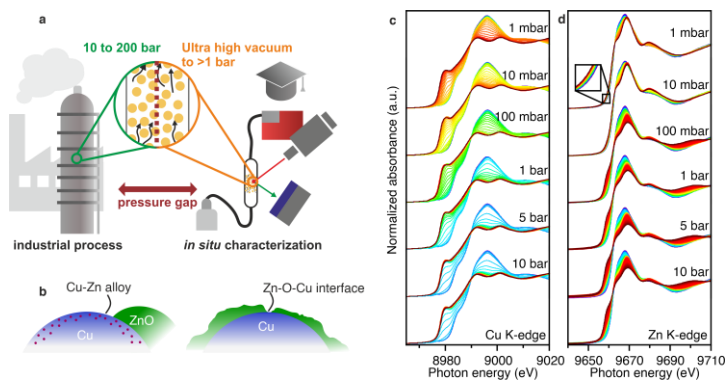 a
10 to 200 bar
Ultra high vacuum
to >1 bar
pressure gap
industrial process
in situ characterization
b
Cu-Zn alloy
ZnO
Cu
Zn-O-Cu interface
Cu
c
Normalized absorbance (a.u.)
1 mbar
10 mbar
100 mbar
1 bar
5 bar
10 bar
Cu K-edge
8980 9000 9020
Photon energy (eV)
d
1 mbar
10 mbar
100 mbar
1 bar
5 bar
10 bar
Zn K-edge
9650 9670 9690 9710
Photon energy (eV)